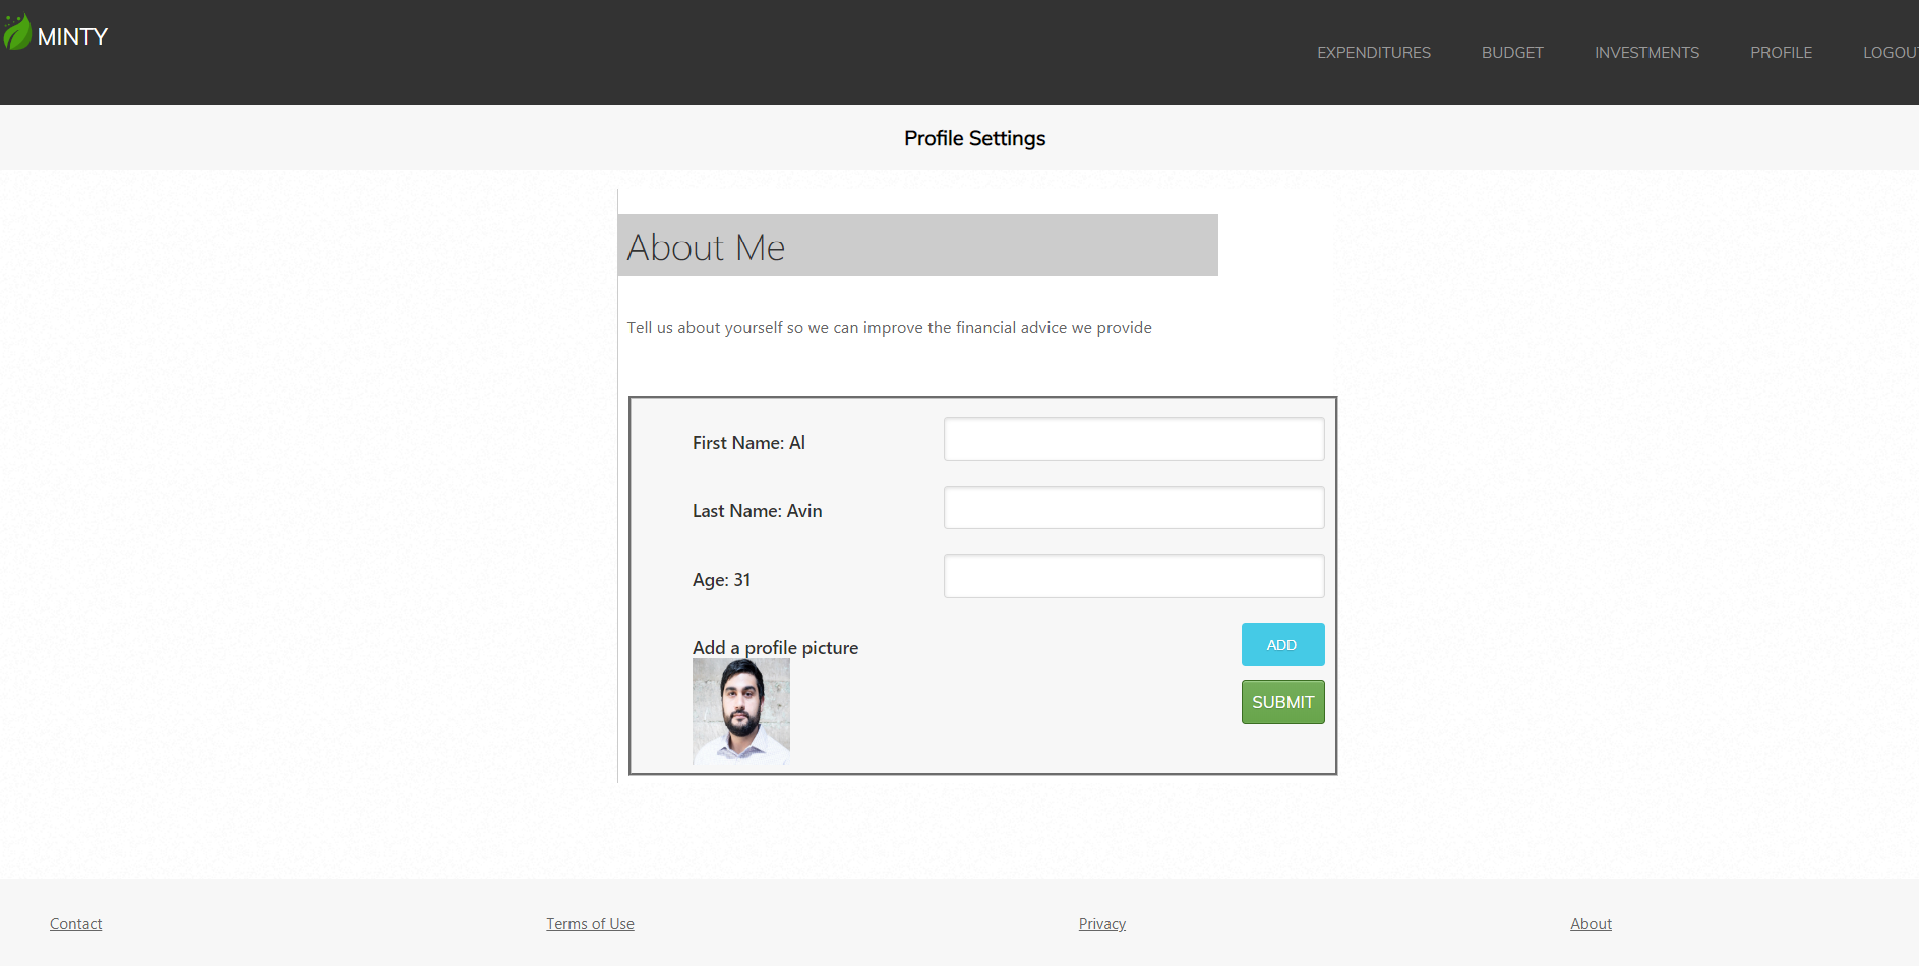 MINTY
EXPENDITURES BUDGET INVESTMENTS PROFILE LOGOUT
Profile Settings
About Me
Tell us about yourself so we can improve the financial advice we provide
First Name: Al
Last Name: Avin
Age: 31
Add a profile picture
ADD
SUBMIT
Contact Terms of Use Privacy About